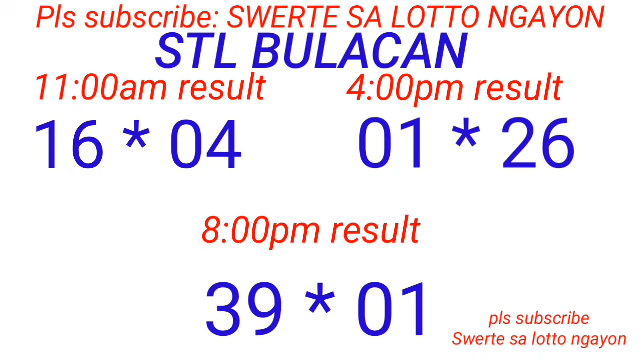 Pls subscribe: SWERTE SA LOTTO NGAYON
STL BULACAN
11:00am result 4:00pm result
16 * 04 01 * 26
8:00pm result
39 * 01
pls subscribe
Swerte sa lotto ngayon